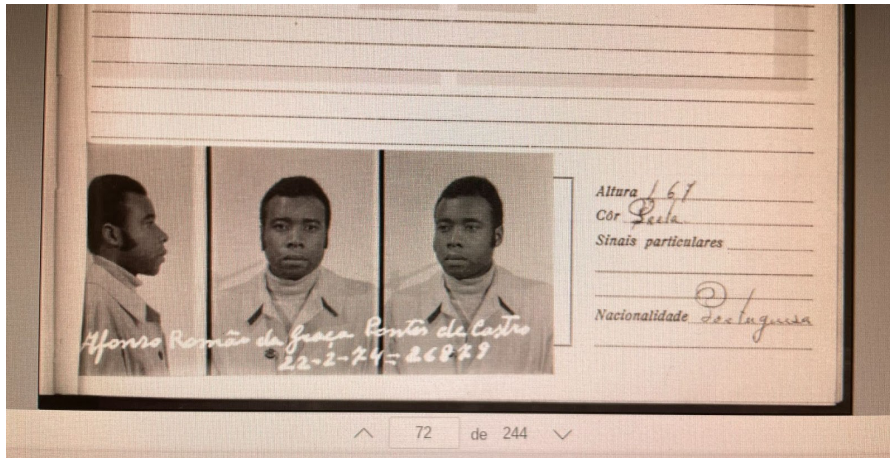 Altura 1 67
Côr Preta
Sinais particulares
Nacionalidade Portuguesa
Afonso Romão da Graça Pontes de Castro
22-2-74=26879
72 de 244